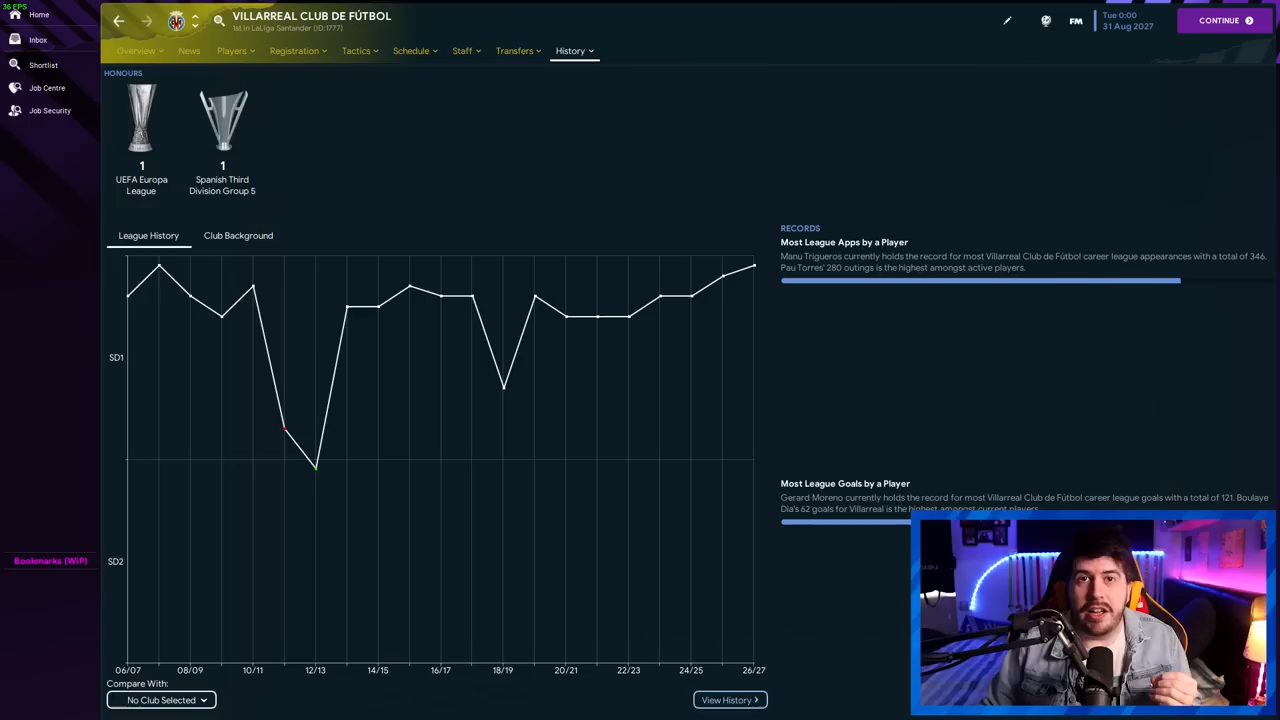 36 FPS
Home
Inbox
Shortlist
Job Centre
Job Security
Bookmarks (WiP)
VILLARREAL CLUB DE FÚTBOL
1st in LaLiga Santander (ID:1777)
FM
Tue 0:00
31 Aug 2027
CONTINUE
Overview
News
Players
Registration
Tactics
Schedule
Staff
Transfers
History
HONOURS
1
UEFA Europa
League
1
Spanish Third
Division Group 5
League History
Club Background
SD1
SD2
06/07
08/09
10/11
12/13
14/15
16/17
18/19
20/21
22/23
24/25
26/27
Compare With:
No Club Selected
View History
RECORDS
Most League Apps by a Player
Manu Trigueros currently holds the record for most Villarreal Club de Fútbol career league appearances with a total of 346.
Pau Torres' 280 outings is the highest amongst active players.
Most League Goals by a Player
Gerard Moreno currently holds the record for most Villarreal Club de Fútbol career league goals with a total of 121. Boulaye
Dia's 62 goals for Villarreal is the highest amongst current players.